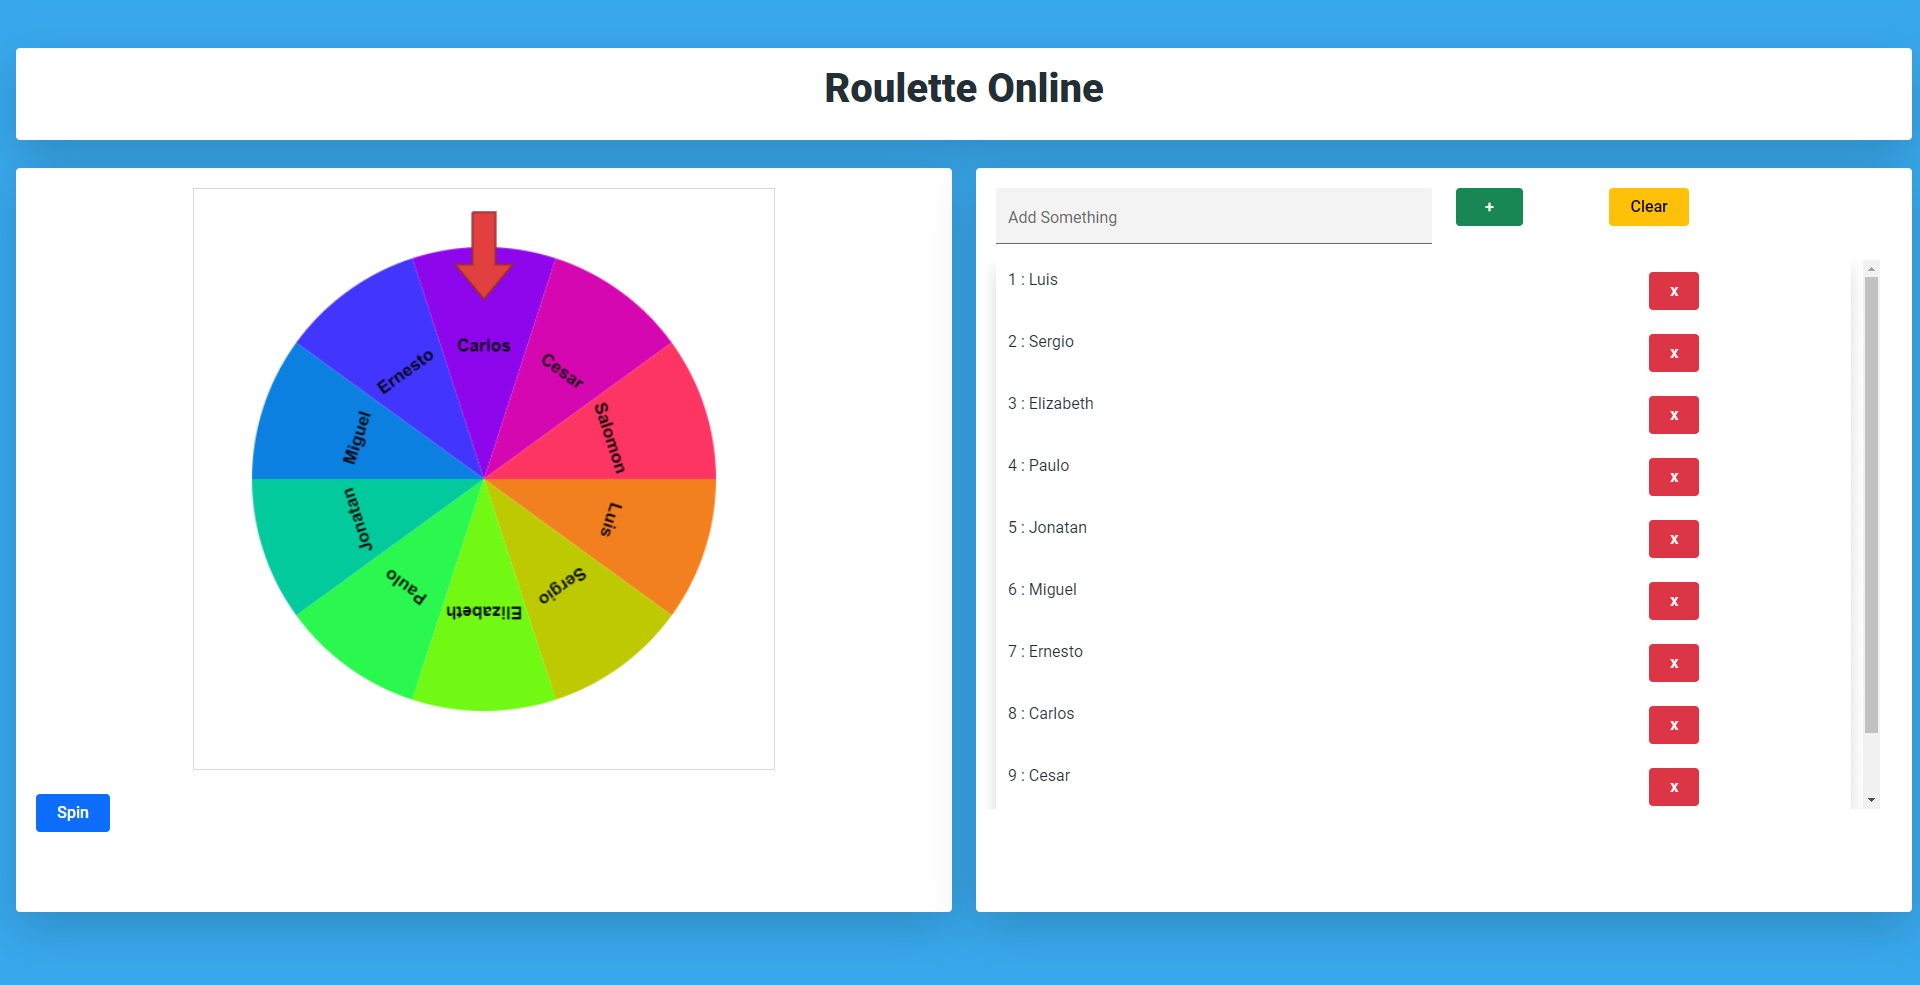 Roulette Online
Carlos
Cesar
Salomon
Luis
Sergio
Elizabeth
Paulo
Jonatan
Miguel
Ernesto
Spin
Add Something
+
Clear
1 : Luis
x
2 : Sergio
x
3 : Elizabeth
x
4 : Paulo
x
5 : Jonatan
x
6 : Miguel
x
7 : Ernesto
x
8 : Carlos
x
9 : Cesar
x